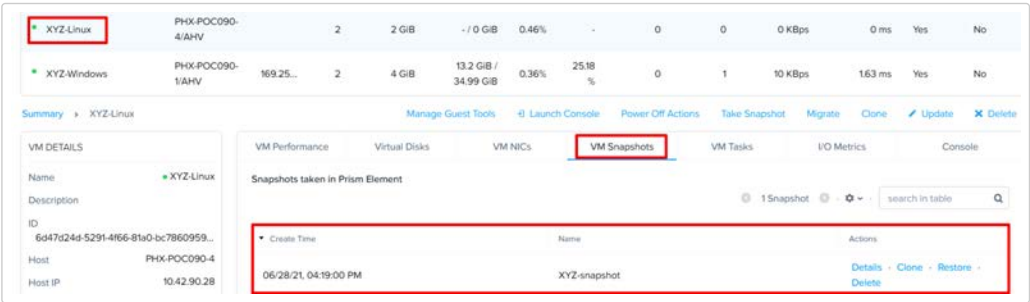 XYZ-Linux PHX-POC090-4/AHV 2 2 GiB - / 0 GiB 0.46% - 0 0 0 KBps 0 ms Yes No
XYZ-Windows PHX-POC090-1/AHV 169.25... 2 4 GiB 13.2 GiB / 34.99 GiB 0.36% 25.18 % 0 1 10 KBps 1.63 ms Yes No
Summary > XYZ-Linux Manage Guest Tools Launch Console Power Off Actions Take Snapshot Migrate Clone Update Delete
VM DETAILS VM Performance Virtual Disks VM NICs VM Snapshots VM Tasks I/O Metrics Console
Name XYZ-Linux Snapshots taken in Prism Element
Description 1 Snapshot search in table
ID
6d47d24d-5291-4f66-81a0-bc7860959... Create Time Name Actions
Host PHX-POC090-4
06/28/21, 04:19:00 PM XYZ-snapshot Details · Clone · Restore · Delete
Host IP 10.42.90.28